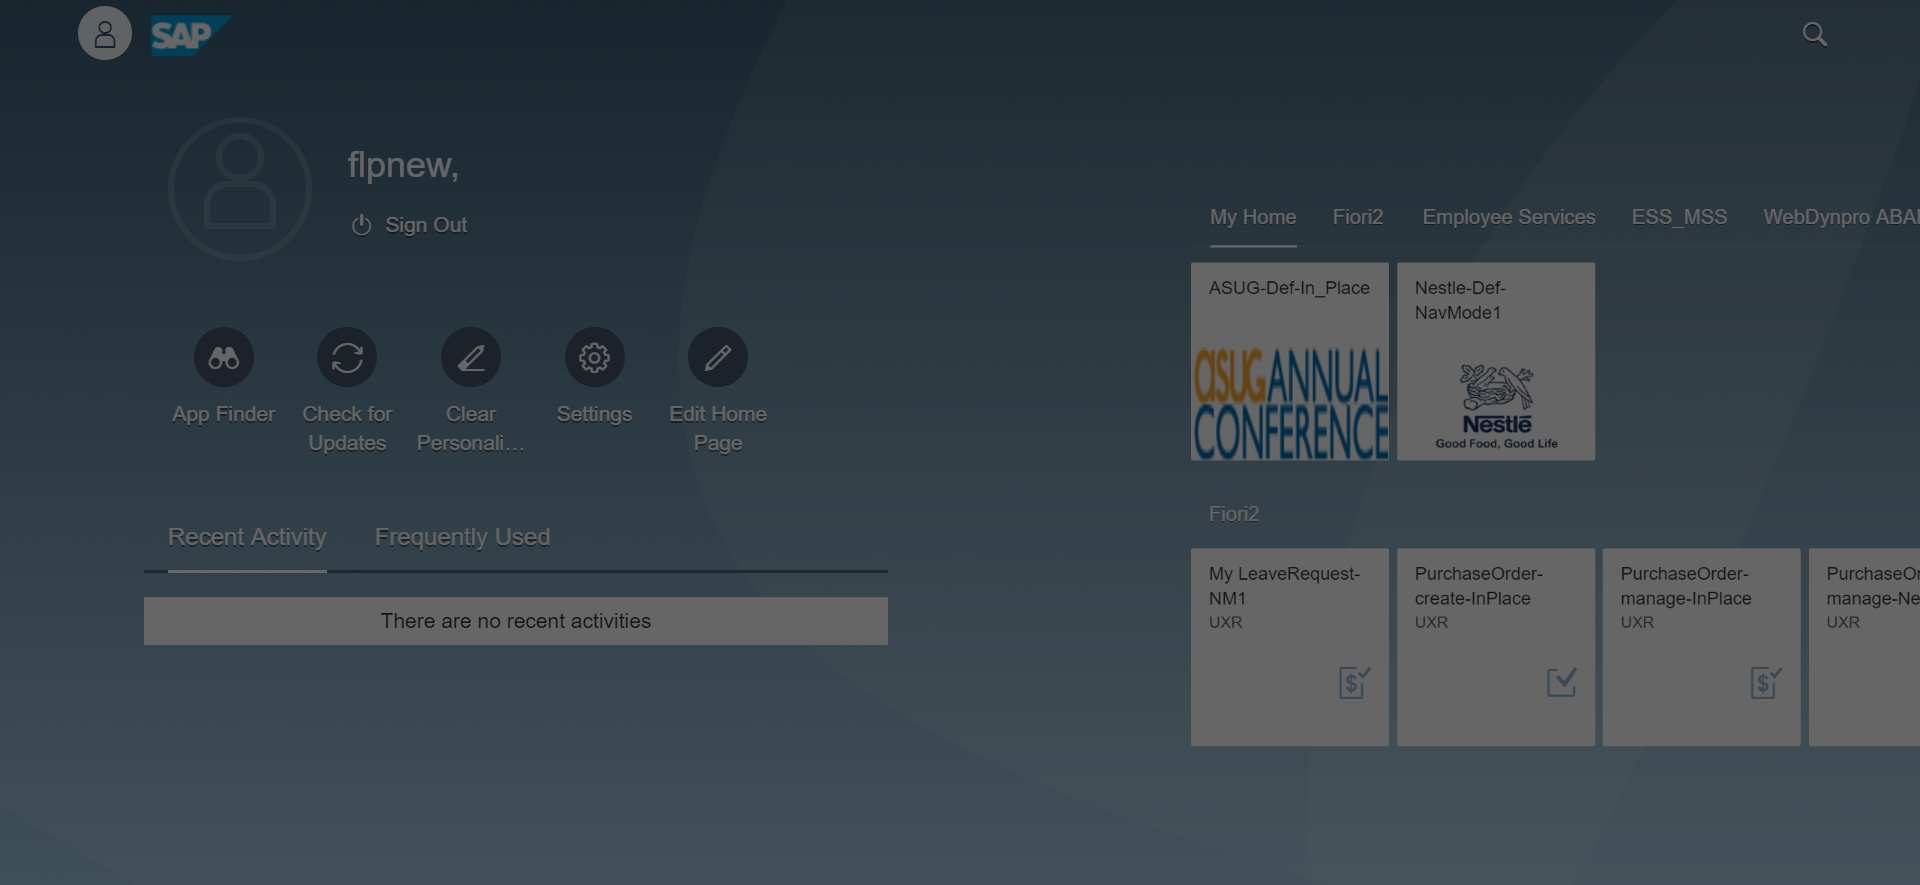 SAP
flpnew,
Sign Out
App Finder
Check for
Updates
Clear
Personali...
Settings
Edit Home
Page
Recent Activity
Frequently Used
There are no recent activities
My Home
Fiori2
Employee Services
ESS_MSS
WebDynpro ABA
ASUG-Def-In_Place
asug ANNUAL
CONFERENCE
Nestle-Def-
NavMode1
Nestlé
Good Food, Good Life
Fiori2
My LeaveRequest-
NM1
UXR
PurchaseOrder-
create-InPlace
UXR
PurchaseOrder-
manage-InPlace
UXR
PurchaseO
manage-Ne
UXR